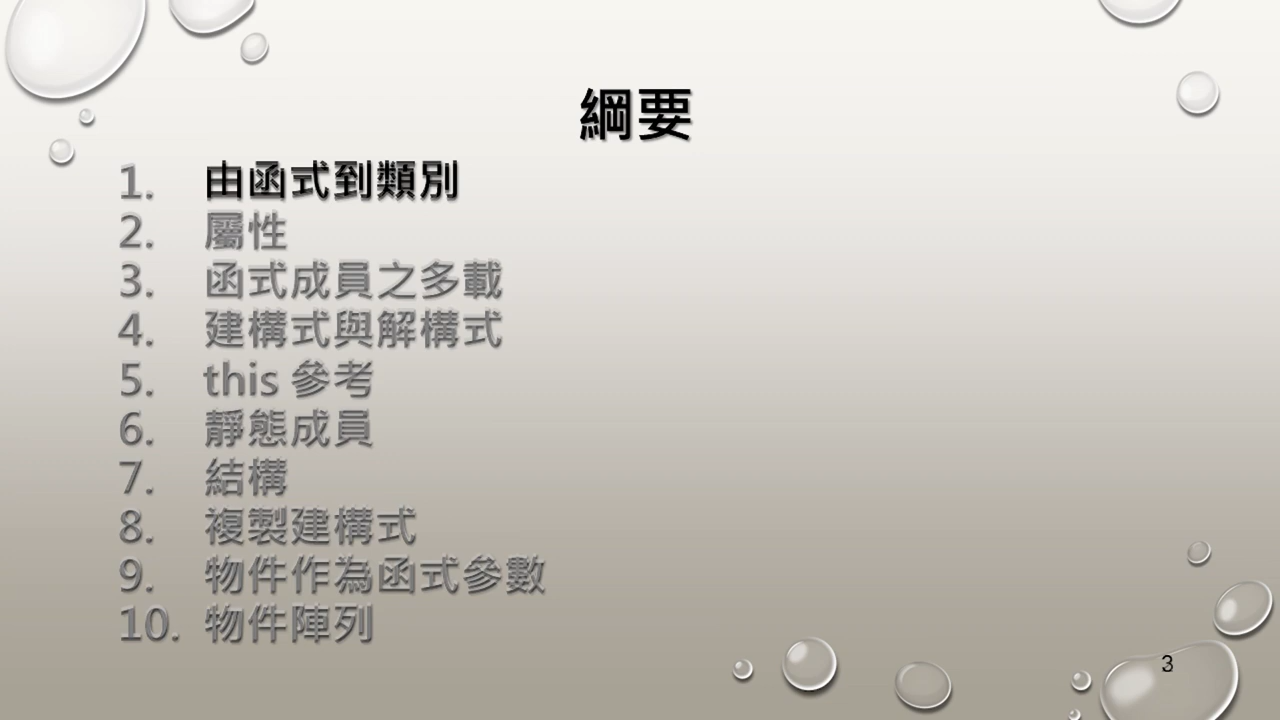 綱要
1. 由函式到類別
2. 屬性
3. 函式成員之多載
4. 建構式與解構式
5. this 參考
6. 靜態成員
7. 結構
8. 複製建構式
9. 物件作為函式參數
10. 物件陣列
3